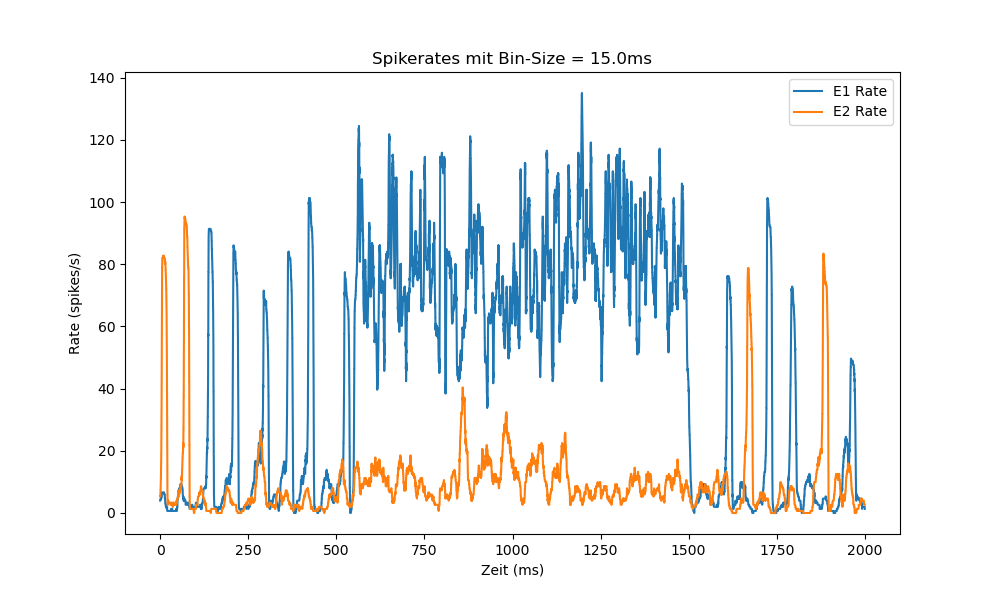 Spikerates mit Bin-Size = 15.0ms
E1 Rate
E2 Rate
Rate (spikes/s)
140
120
100
80
60
40
20
0
0 250 500 750 1000 1250 1500 1750 2000
Zeit (ms)